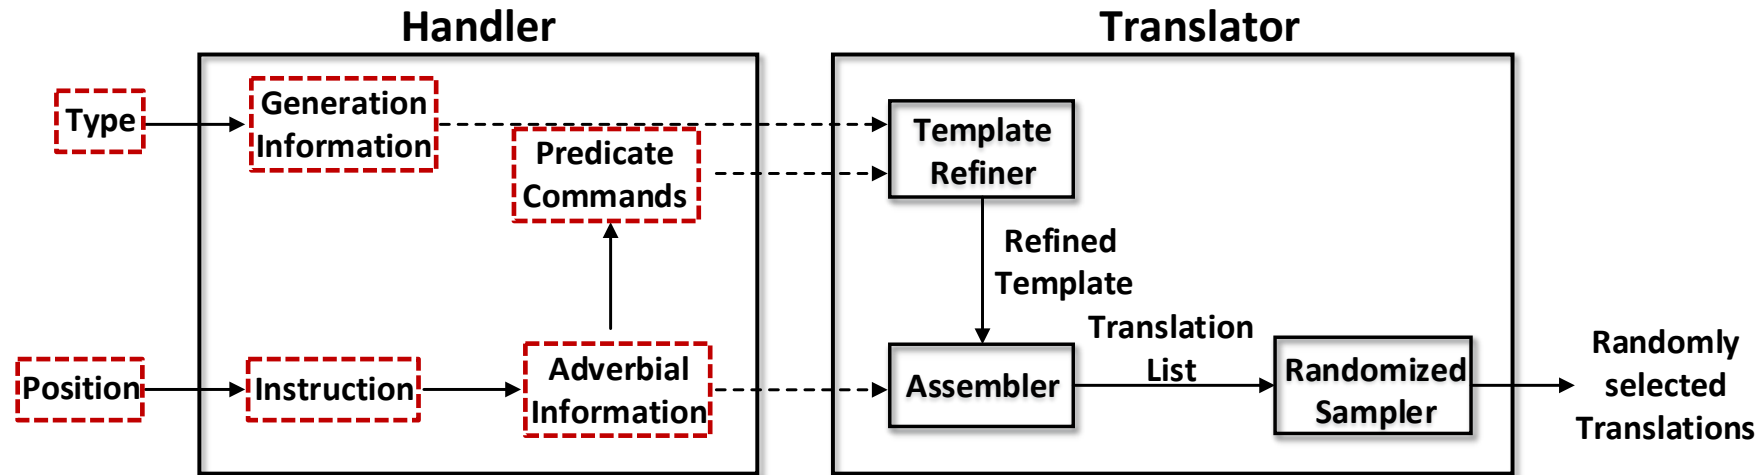 Handler
Translator
Type
Generation
Information
Predicate
Commands
Template
Refiner
Refined
Template
Position
Instruction
Adverbial
Information
Assembler
Translation
List
Randomized
Sampler
Randomly
selected
Translations